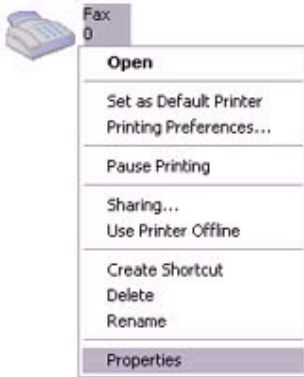 Fax
0
Open
Set as Default Printer
Printing Preferences...
Pause Printing
Sharing...
Use Printer Offline
Create Shortcut
Delete
Rename
Properties